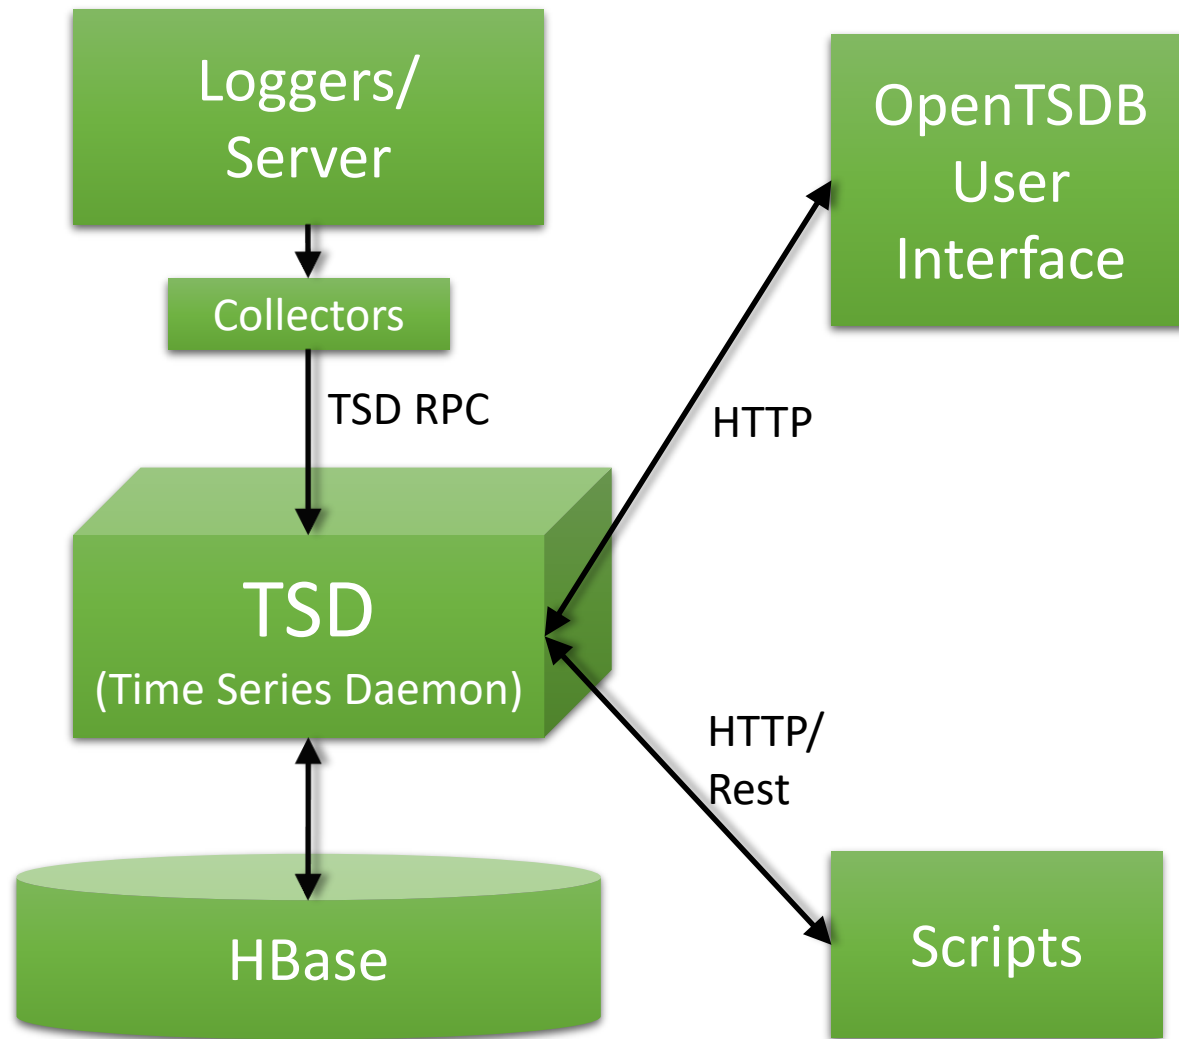 Loggers/
Server
OpenTSDB
User
Interface
Collectors
TSD RPC
HTTP
TSD
(Time Series Daemon)
HTTP/
Rest
HBase
Scripts